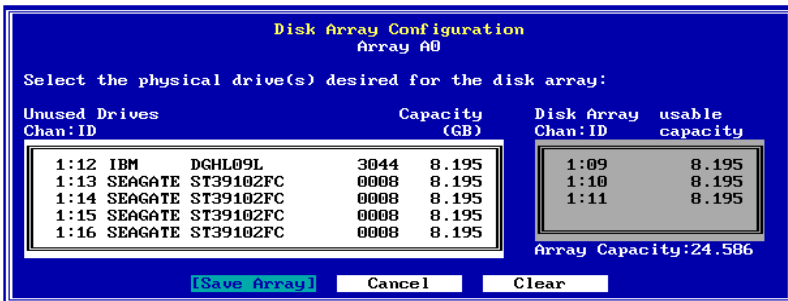 Disk Array Configuration
Array A0
Select the physical drive(s) desired for the disk array:
Unused Drives Capacity Disk Array usable
Chan:ID (GB) Chan:ID capacity
1:12 IBM DGHL09L 3044 8.195 1:09 8.195
1:13 SEAGATE ST39102FC 0008 8.195 1:10 8.195
1:14 SEAGATE ST39102FC 0008 8.195 1:11 8.195
1:15 SEAGATE ST39102FC 0008 8.195
1:16 SEAGATE ST39102FC 0008 8.195
Array Capacity:24.586
[Save Array] Cancel Clear